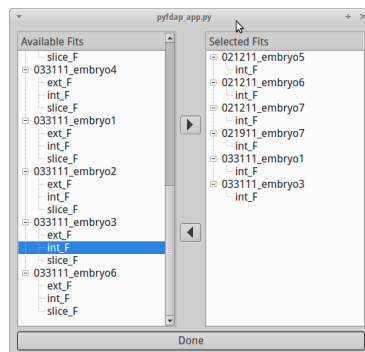 pyfdap_app.py
Available Fits
slice_F
033111_embryo4
ext_F
int_F
slice_F
033111_embryo1
ext_F
int_F
slice_F
033111_embryo2
ext_F
int_F
slice_F
033111_embryo3
ext_F
int_F
slice_F
033111_embryo6
ext_F
int_F
slice_F
Selected Fits
021211_embryo5
int_F
021211_embryo6
int_F
021211_embryo7
int_F
021911_embryo7
int_F
033111_embryo1
int_F
033111_embryo3
int_F
Done